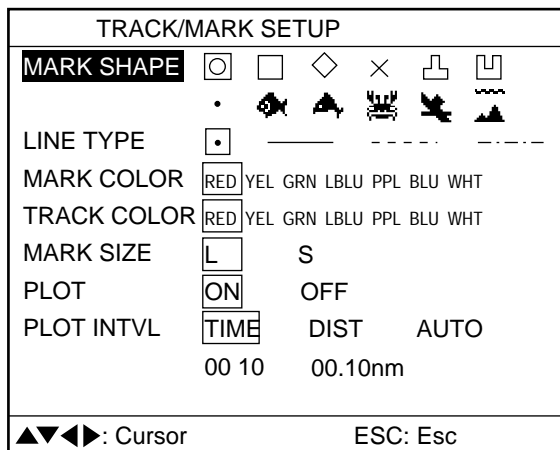 TRACK/MARK SETUP
MARK SHAPE
LINE TYPE
MARK COLOR RED YEL GRN LBLU PPL BLU WHT
TRACK COLOR RED YEL GRN LBLU PPL BLU WHT
MARK SIZE L S
PLOT ON OFF
PLOT INTVL TIME DIST AUTO
00 10 00.10nm
▲▼◀▶: Cursor ESC: Esc